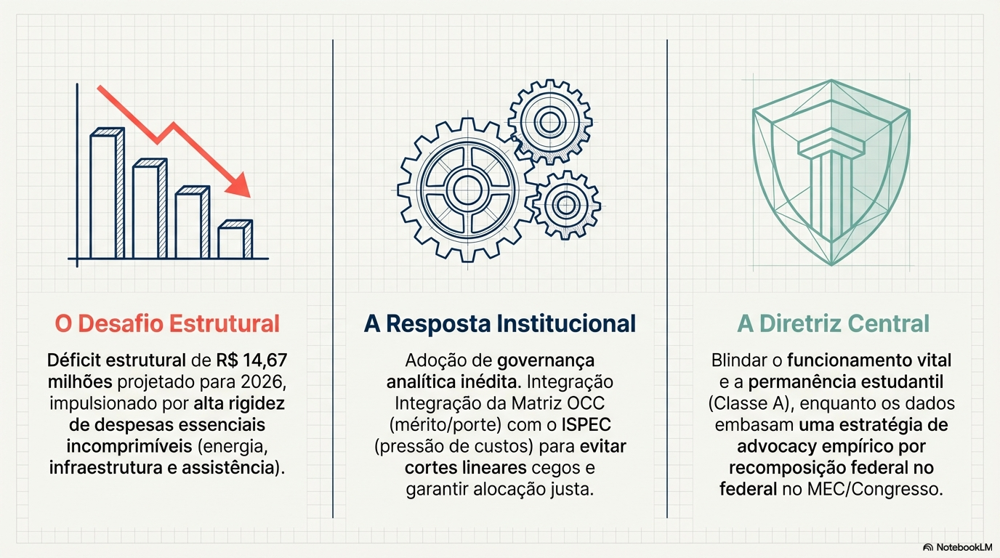 O Desafio Estrutural
Déficit estrutural de R$ 14,67
milhões projetado para 2026,
impulsionado por alta rigidez
de despesas essenciais
incomprimíveis (energia,
infraestrutura e assistência).
A Resposta Institucional
Adoção de governança
analítica inédita. Integração
Integração da Matriz OCC
(mérito/porte) com o ISPEC
(pressão de custos) para evitar
cortes lineares cegos e
garantir alocação justa.
A Diretriz Central
Blindar o funcionamento vital
e a permanência estudantil
(Classe A), enquanto os dados
embasam uma estratégia de
advocacy empírico por
recomposição federal no
federal no MEC/Congresso.
NotebookLM